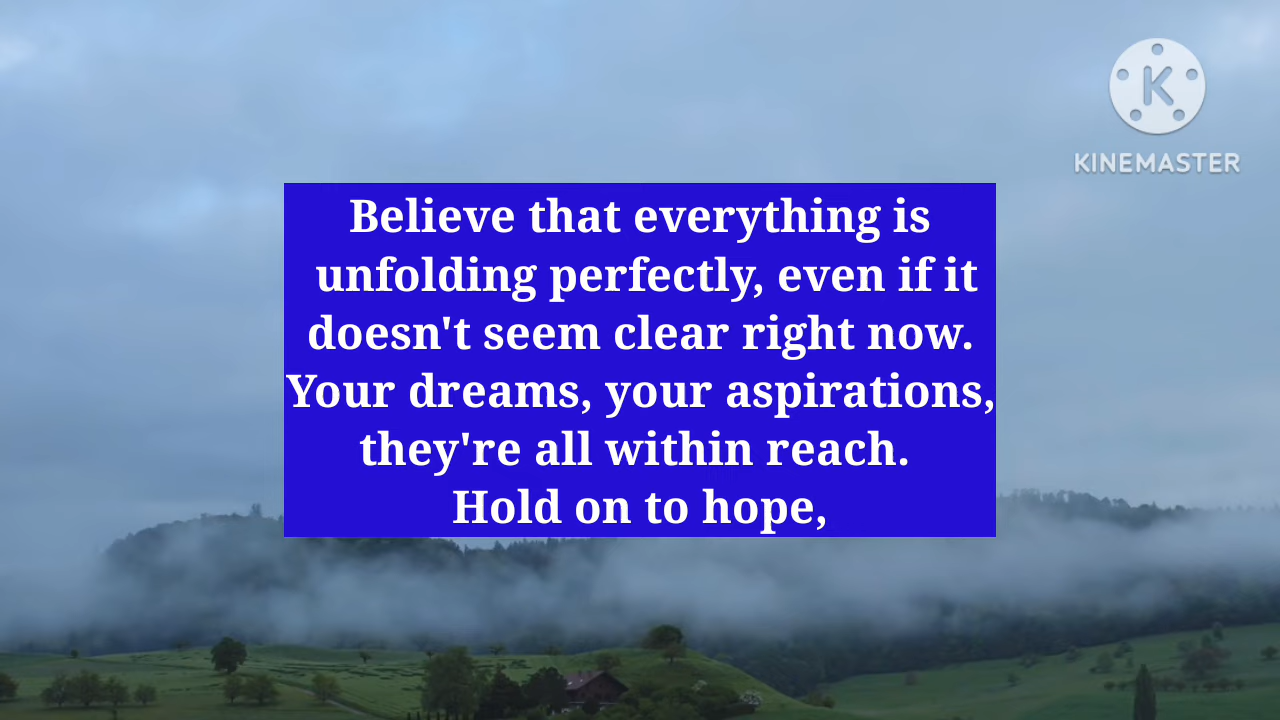 KINEMASTER
Believe that everything is
unfolding perfectly, even if it
doesn't seem clear right now.
Your dreams, your aspirations,
they're all within reach.
Hold on to hope,